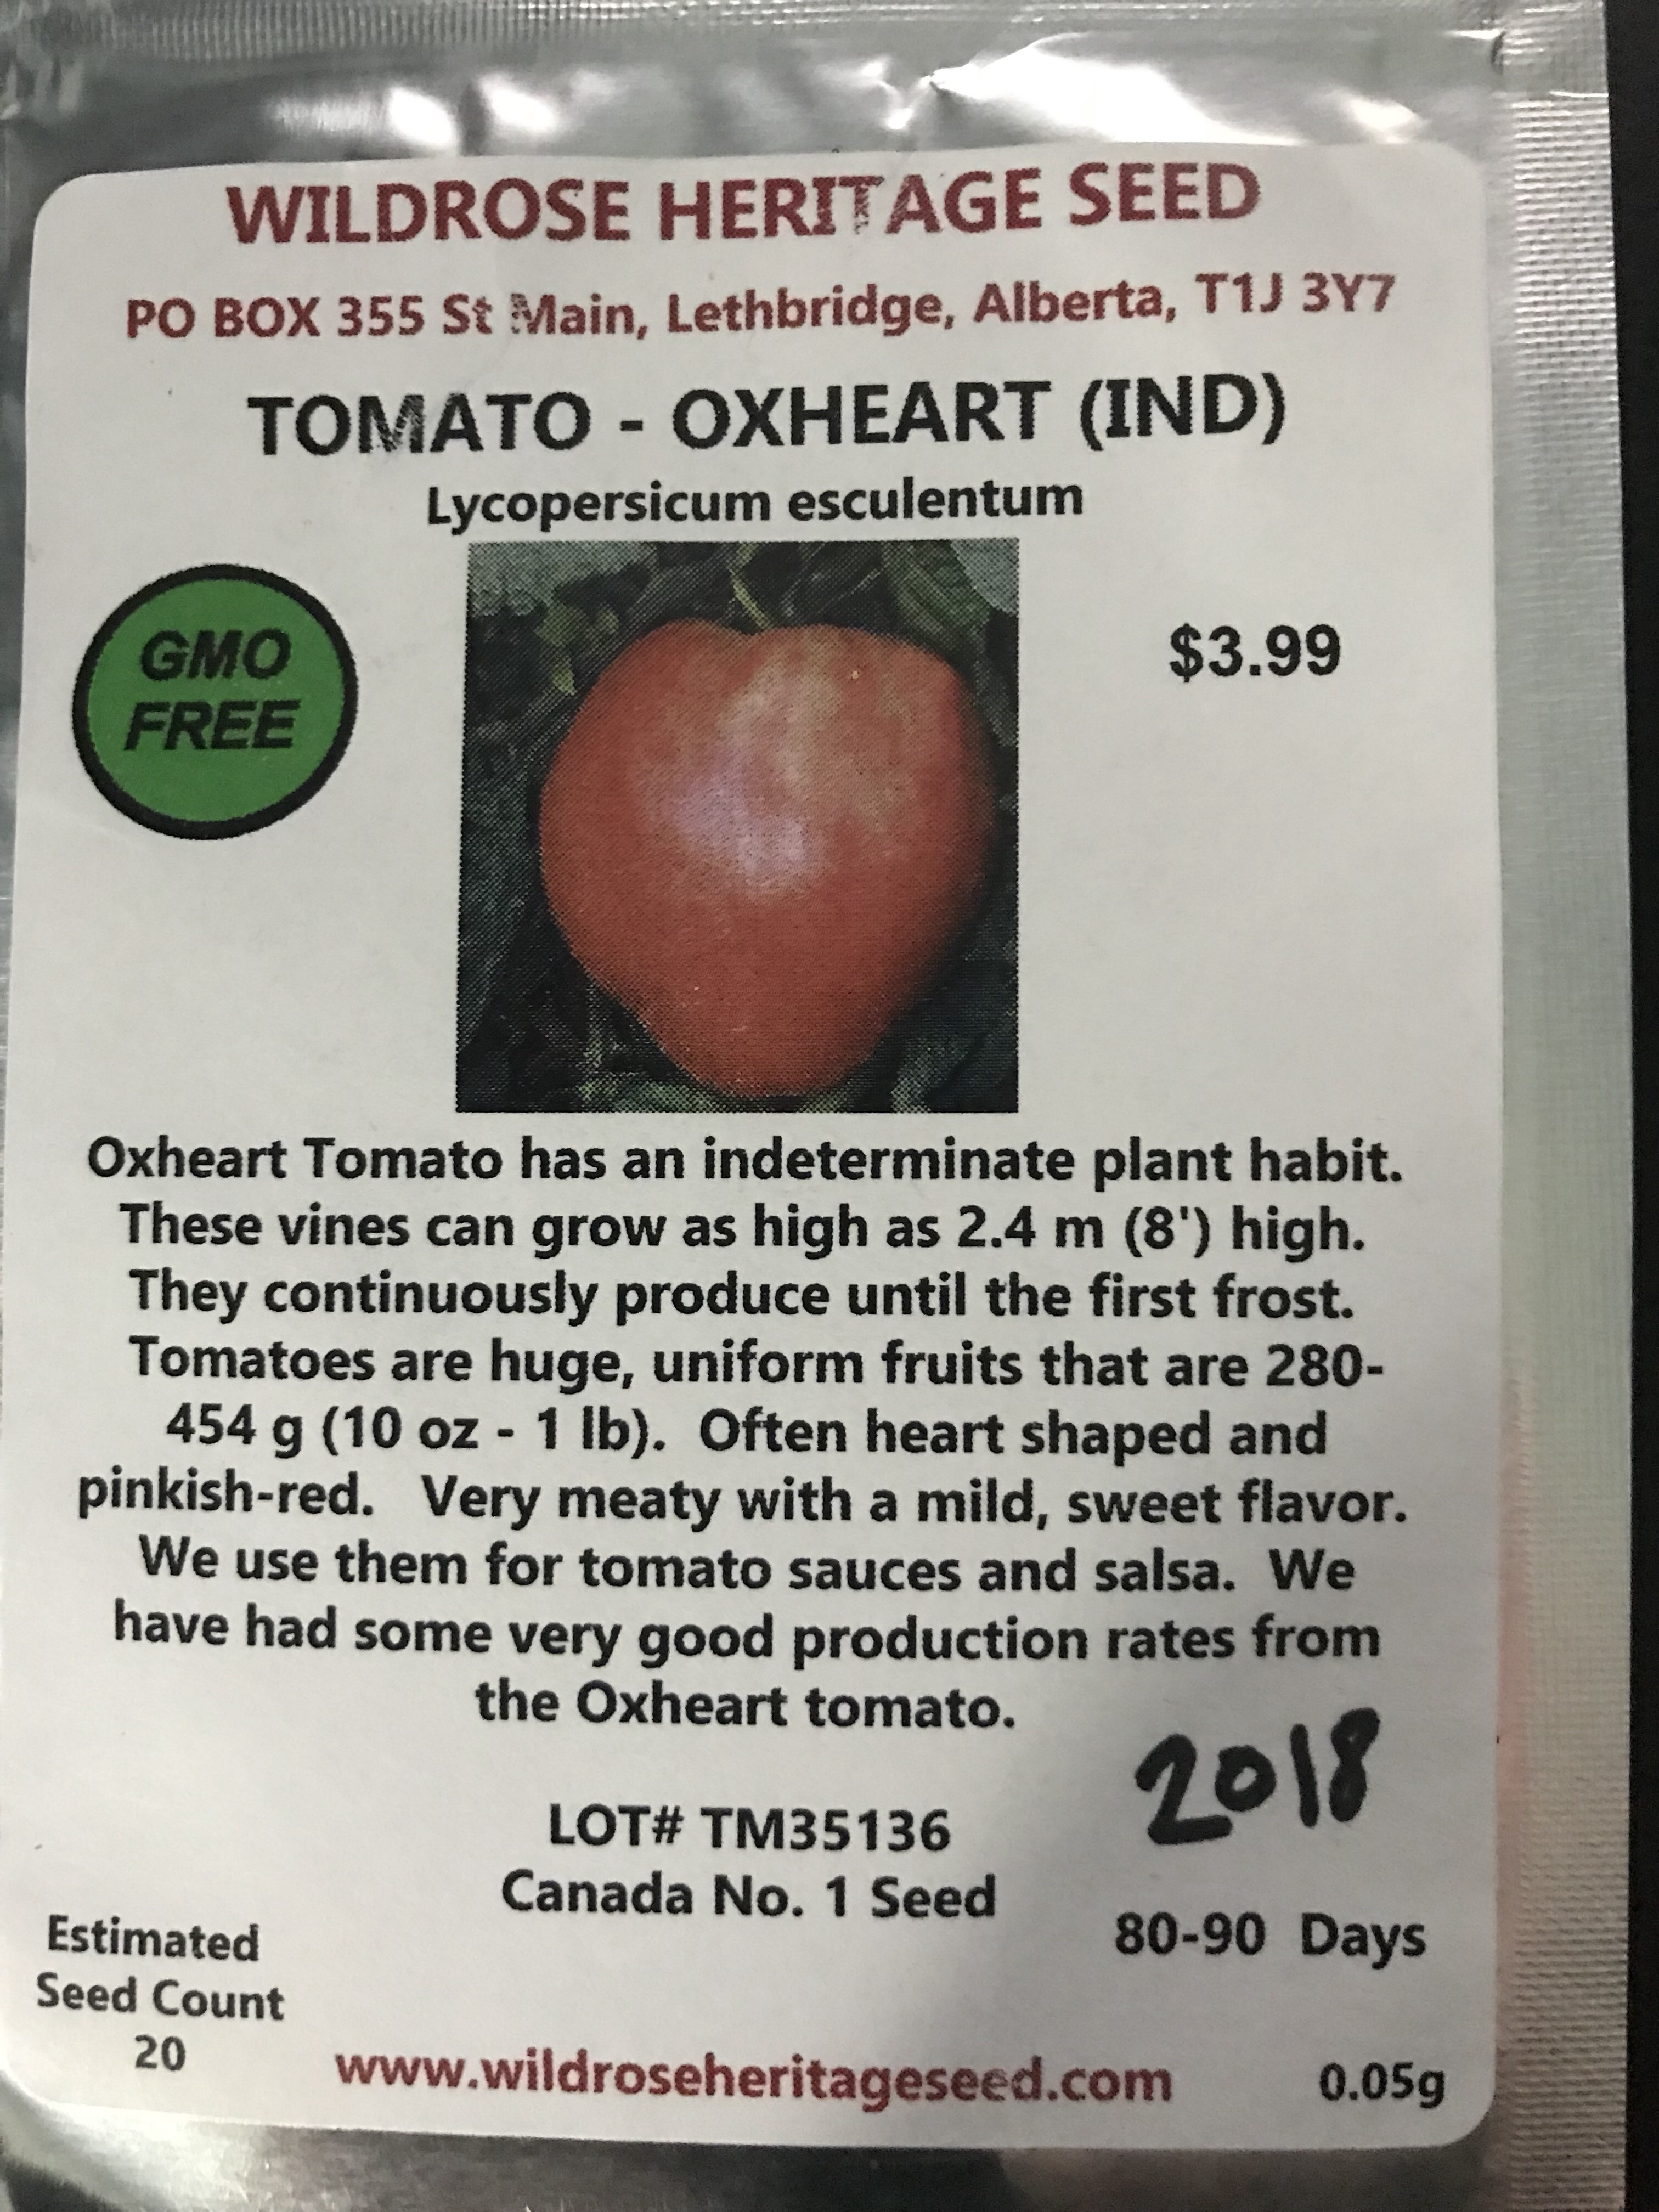 WILDROSE HERITAGE SEED
PO BOX 355 St Main, Lethbridge, Alberta, T1J 3Y7
TOMATO - OXHEART (IND)
Lycopersicum esculentum
GMO
FREE
$3.99
Oxheart Tomato has an indeterminate plant habit.
These vines can grow as high as 2.4 m (8') high.
They continuously produce until the first frost.
Tomatoes are huge, uniform fruits that are 280-
454 g (10 oz - 1 lb).  Often heart shaped and
pinkish-red.   Very meaty with a mild, sweet flavor.
We use them for tomato sauces and salsa.  We
have had some very good production rates from
the Oxheart tomato.
2018
LOT# TM35136
Canada No. 1 Seed
80-90 Days
Estimated
Seed Count
20
www.wildroseheritageseed.com
0.05g